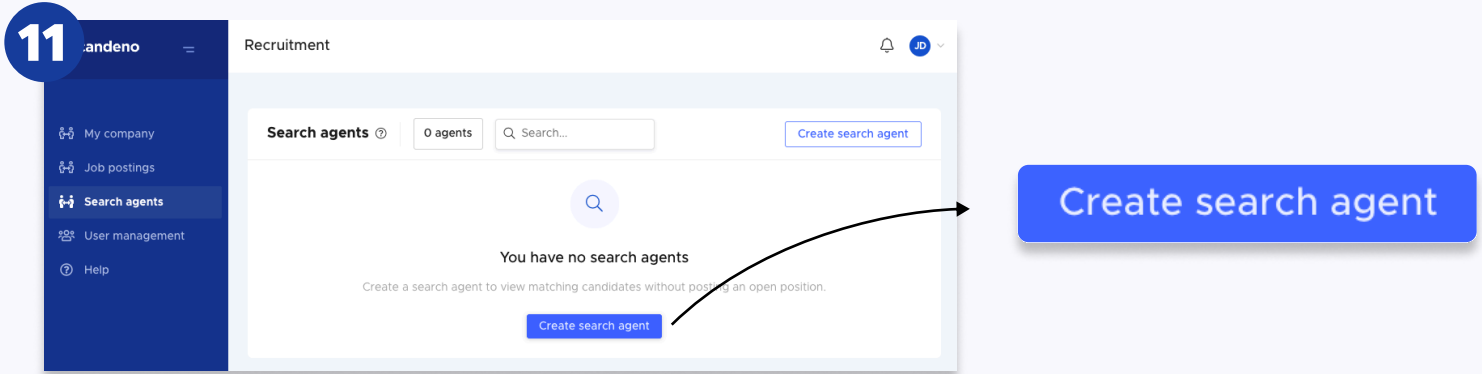 11
andeno
Recruitment
JD
My company
Job postings
Search agents
User management
Help
Search agents
0 agents
Search...
Create search agent
You have no search agents
Create a search agent to view matching candidates without posting an open position.
Create search agent
Create search agent